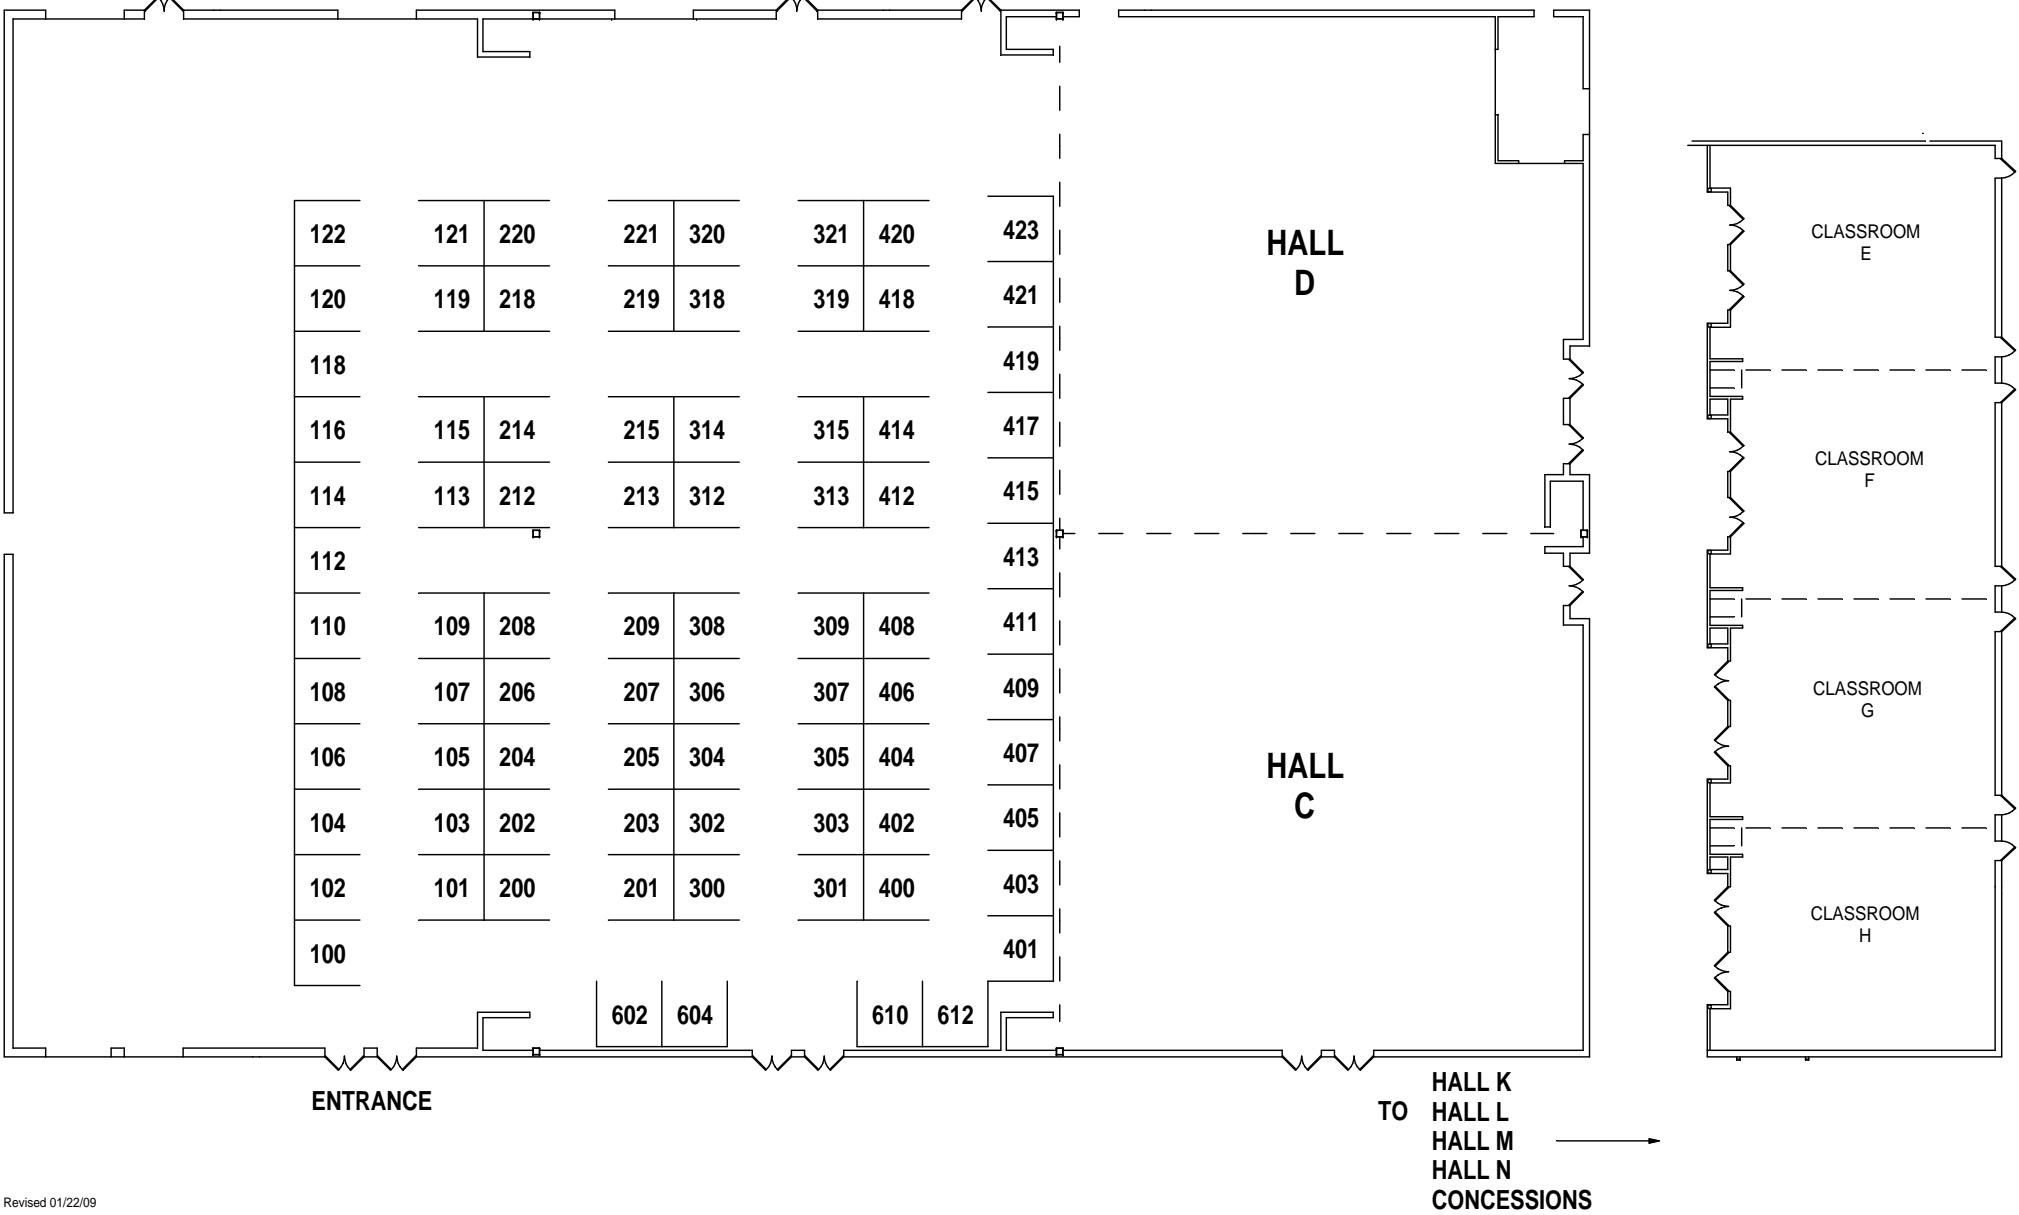 122 121 220 221 320 321 420 423
120 119 218 219 318 319 418 421
118 419
116 115 214 215 314 315 414 417
114 113 212 213 312 313 412 415
112 413
110 109 208 209 308 309 408 411
108 107 206 207 306 307 406 409
106 105 204 205 304 305 404 407
104 103 202 203 302 303 402 405
102 101 200 201 300 301 400 403
100 401
602 604 610 612
HALL
D
HALL
C
CLASSROOM
E
CLASSROOM
F
CLASSROOM
G
CLASSROOM
H
ENTRANCE
HALL K
TO HALL L
HALL M
HALL N
CONCESSIONS
Revised 01/22/09